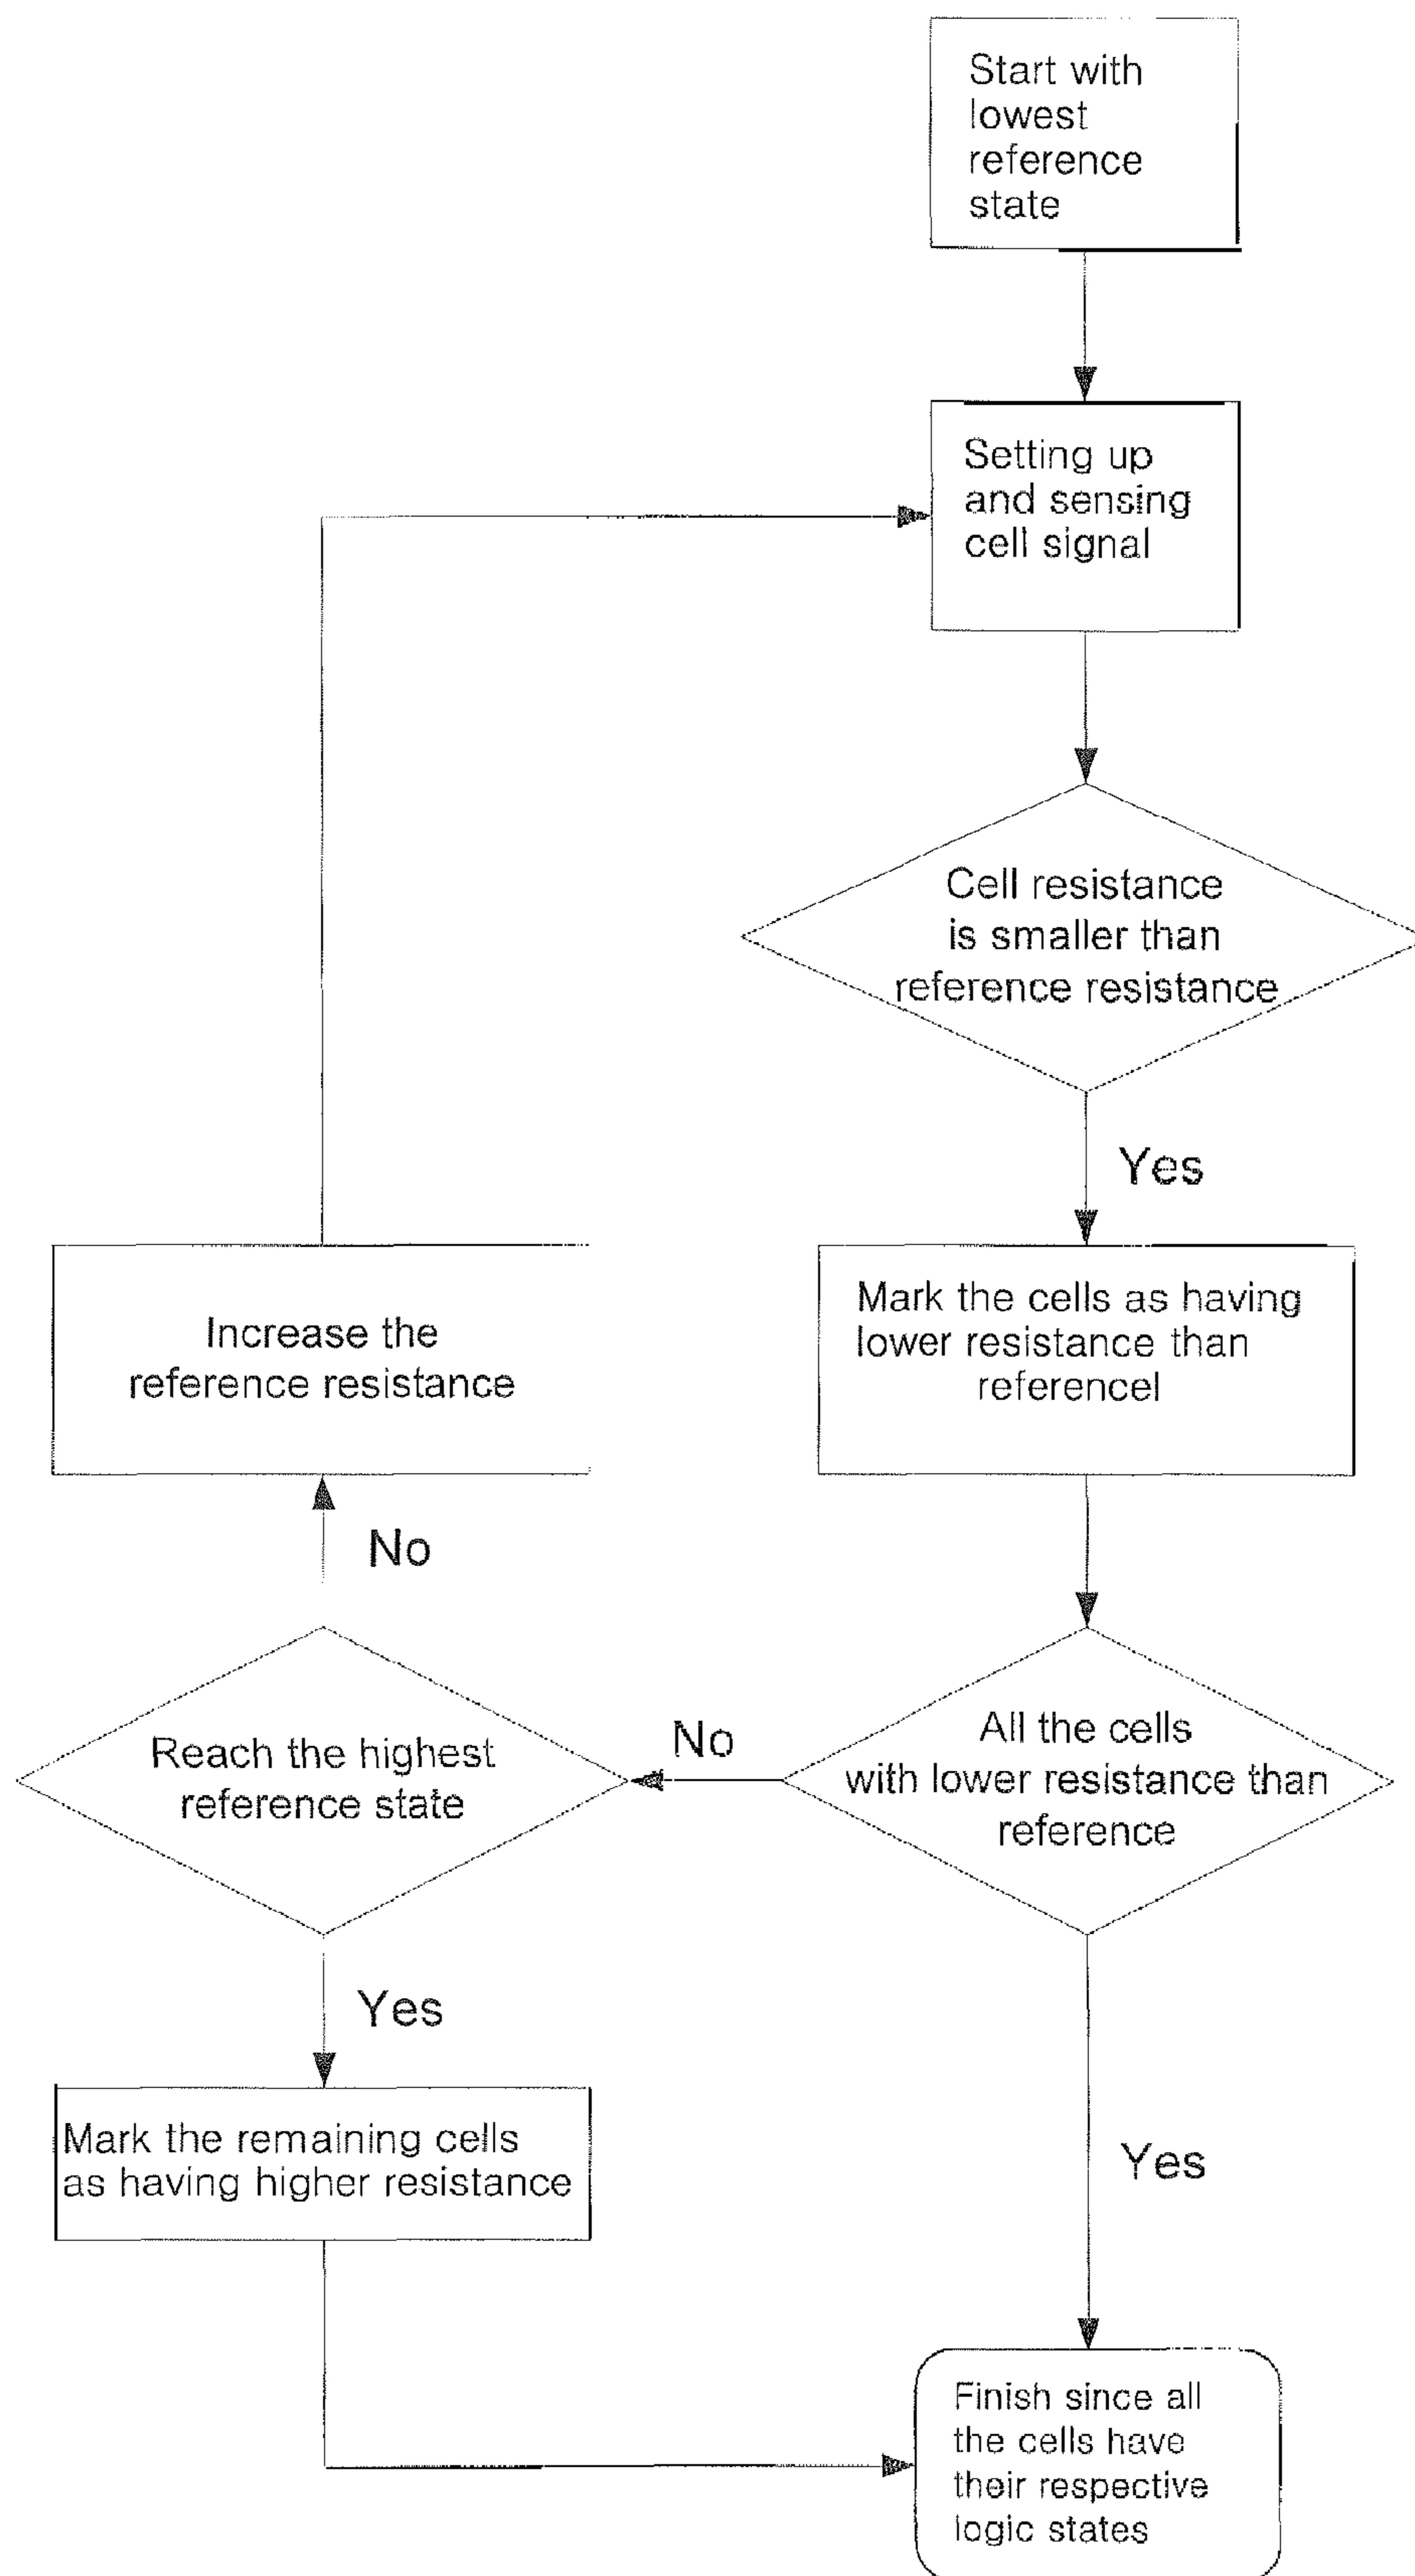 Start with
lowest
reference
state
Setting up
and sensing
cell signal
Cell resistance
is smaller than
reference resistance
Yes
Mark the cells as having
lower resistance than
referencel
Increase the
reference resistance
No
All the cells
with lower resistance than
reference
No
Reach the highest
reference state
Yes
Mark the remaining cells
as having higher resistance
Yes
Finish since all
the cells have
their respective
logic states